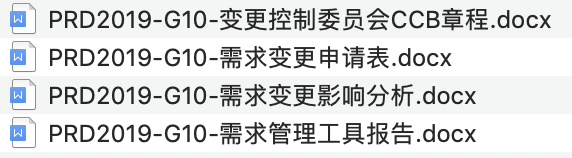 PRD2019-G10-变更控制委员会CCB章程.docx
PRD2019-G10-需求变更申请表.docx
PRD2019-G10-需求变更影响分析.docx
PRD2019-G10-需求管理工具报告.docx